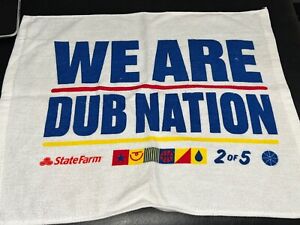 WE ARE
DUB NATION
StateFarm 2 OF 5